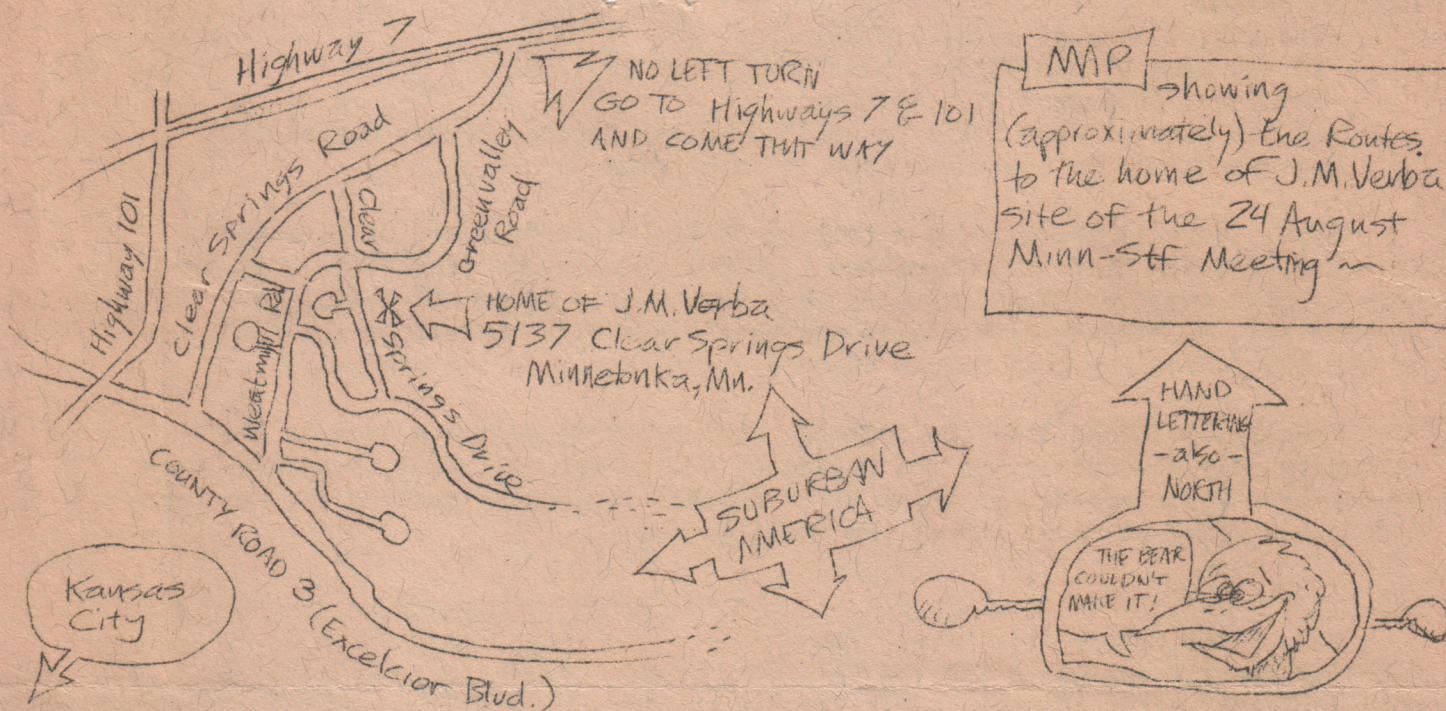 Highway 7
NO LEFT TURN
GO TO Highways 7 & 101
AND COME THAT WAY
MAP
showing
(approximately) the Routes
to the home of J.M. Verba
site of the 24 August
Minn-Stf Meeting ~
Highway 101
Clear Springs Road
Clear
Springs Drive
Greenvalley
Road
Weatmill Rd
HOME OF J.M. Verba
5137 Clear Springs Drive
Minnetonka, Mn.
SUBURBAN
AMERICA
HAND
LETTERING
-also-
NORTH
THE BEAR
COULDN'T
MAKE IT!
COUNTY ROAD 3 (Excelcior Blvd.)
Kansas
City